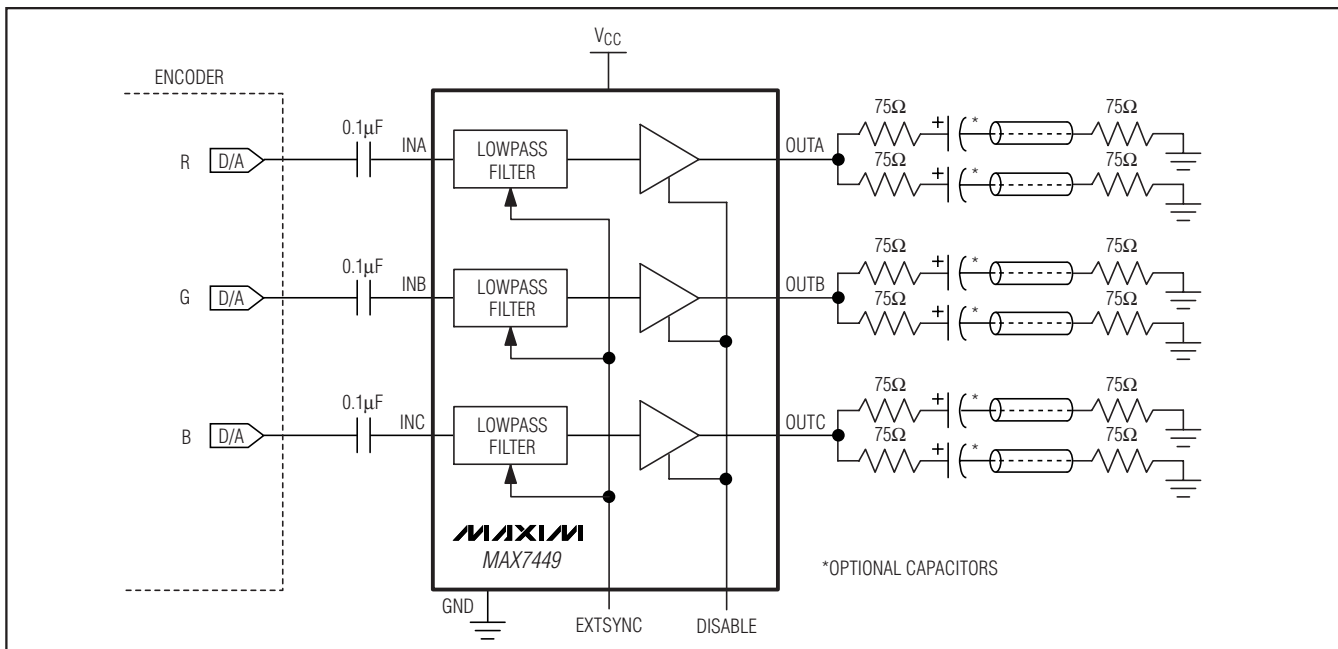 V_CC
ENCODER
R D/A 0.1µF INA LOWPASS FILTER OUTA
75Ω + * 75Ω
75Ω + * 75Ω
G D/A 0.1µF INB LOWPASS FILTER OUTB
75Ω + * 75Ω
75Ω + * 75Ω
B D/A 0.1µF INC LOWPASS FILTER OUTC
75Ω + * 75Ω
75Ω + * 75Ω
MAXIM
MAX7449
*OPTIONAL CAPACITORS
GND
EXTSYNC DISABLE